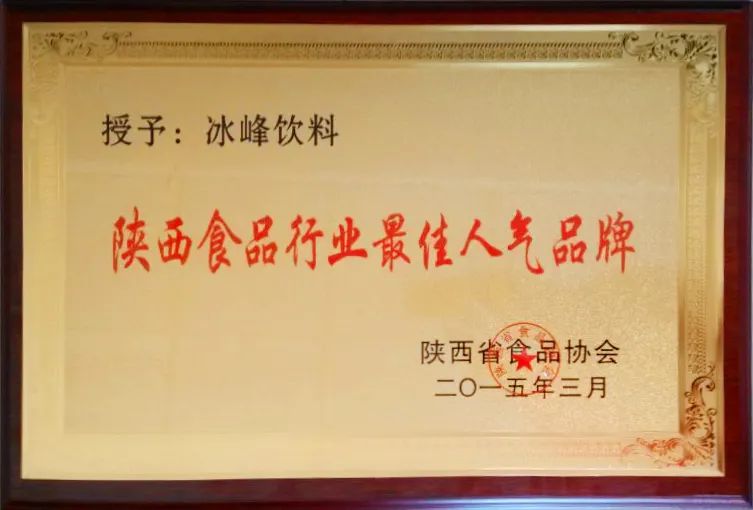 授予：冰峰饮料
陕西食品行业最佳人气品牌
陕西省食品协会
二〇一五年三月